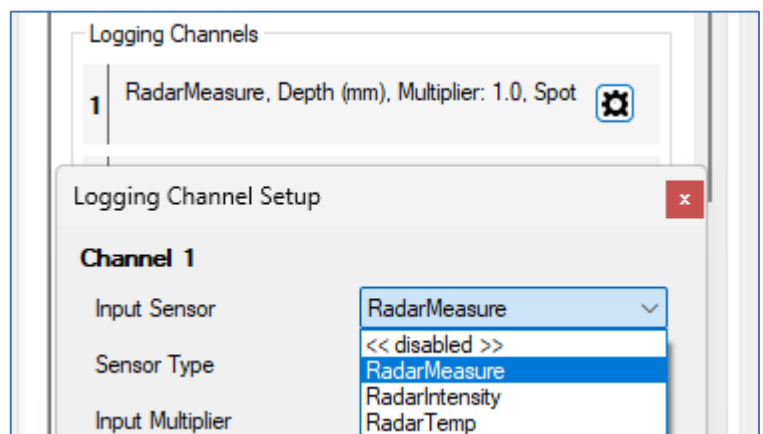 Logging Channels
1 RadarMeasure, Depth (mm), Multiplier: 1.0, Spot
Logging Channel Setup
x
Channel 1
Input Sensor RadarMeasure
<< disabled >>
Sensor Type RadarMeasure
RadarIntensity
Input Multiplier RadarTemp